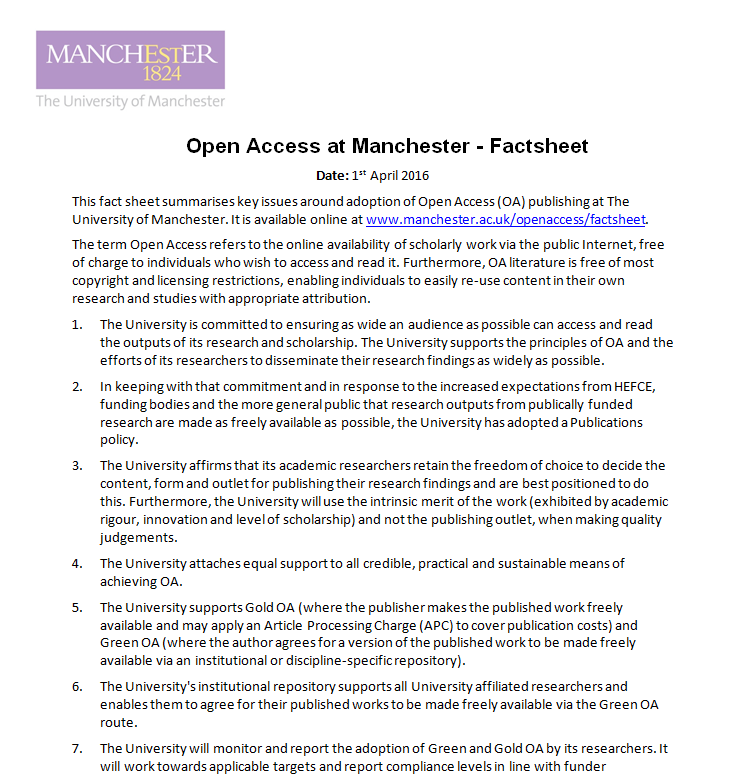 MANCHESTER
1824
The University of Manchester
Open Access at Manchester - Factsheet
Date: 1st April 2016
This fact sheet summarises key issues around adoption of Open Access (OA) publishing at The
University of Manchester. It is available online at www.manchester.ac.uk/openaccess/factsheet.
The term Open Access refers to the online availability of scholarly work via the public Internet, free
of charge to individuals who wish to access and read it. Furthermore, OA literature is free of most
copyright and licensing restrictions, enabling individuals to easily re-use content in their own
research and studies with appropriate attribution.
1. The University is committed to ensuring as wide an audience as possible can access and read
the outputs of its research and scholarship. The University supports the principles of OA and the
efforts of its researchers to disseminate their research findings as widely as possible.
2. In keeping with that commitment and in response to the increased expectations from HEFCE,
funding bodies and the more general public that research outputs from publically funded
research are made as freely available as possible, the University has adopted a Publications
policy.
3. The University affirms that its academic researchers retain the freedom of choice to decide the
content, form and outlet for publishing their research findings and are best positioned to do
this. Furthermore, the University will use the intrinsic merit of the work (exhibited by academic
rigour, innovation and level of scholarship) and not the publishing outlet, when making quality
judgements.
4. The University attaches equal support to all credible, practical and sustainable means of
achieving OA.
5. The University supports Gold OA (where the publisher makes the published work freely
available and may apply an Article Processing Charge (APC) to cover publication costs) and
Green OA (where the author agrees for a version of the published work to be made freely
available via an institutional or discipline-specific repository).
6. The University's institutional repository supports all University affiliated researchers and
enables them to agree for their published works to be made freely available via the Green OA
route.
7. The University will monitor and report the adoption of Green and Gold OA by its researchers. It
will work towards applicable targets and report compliance levels in line with funder